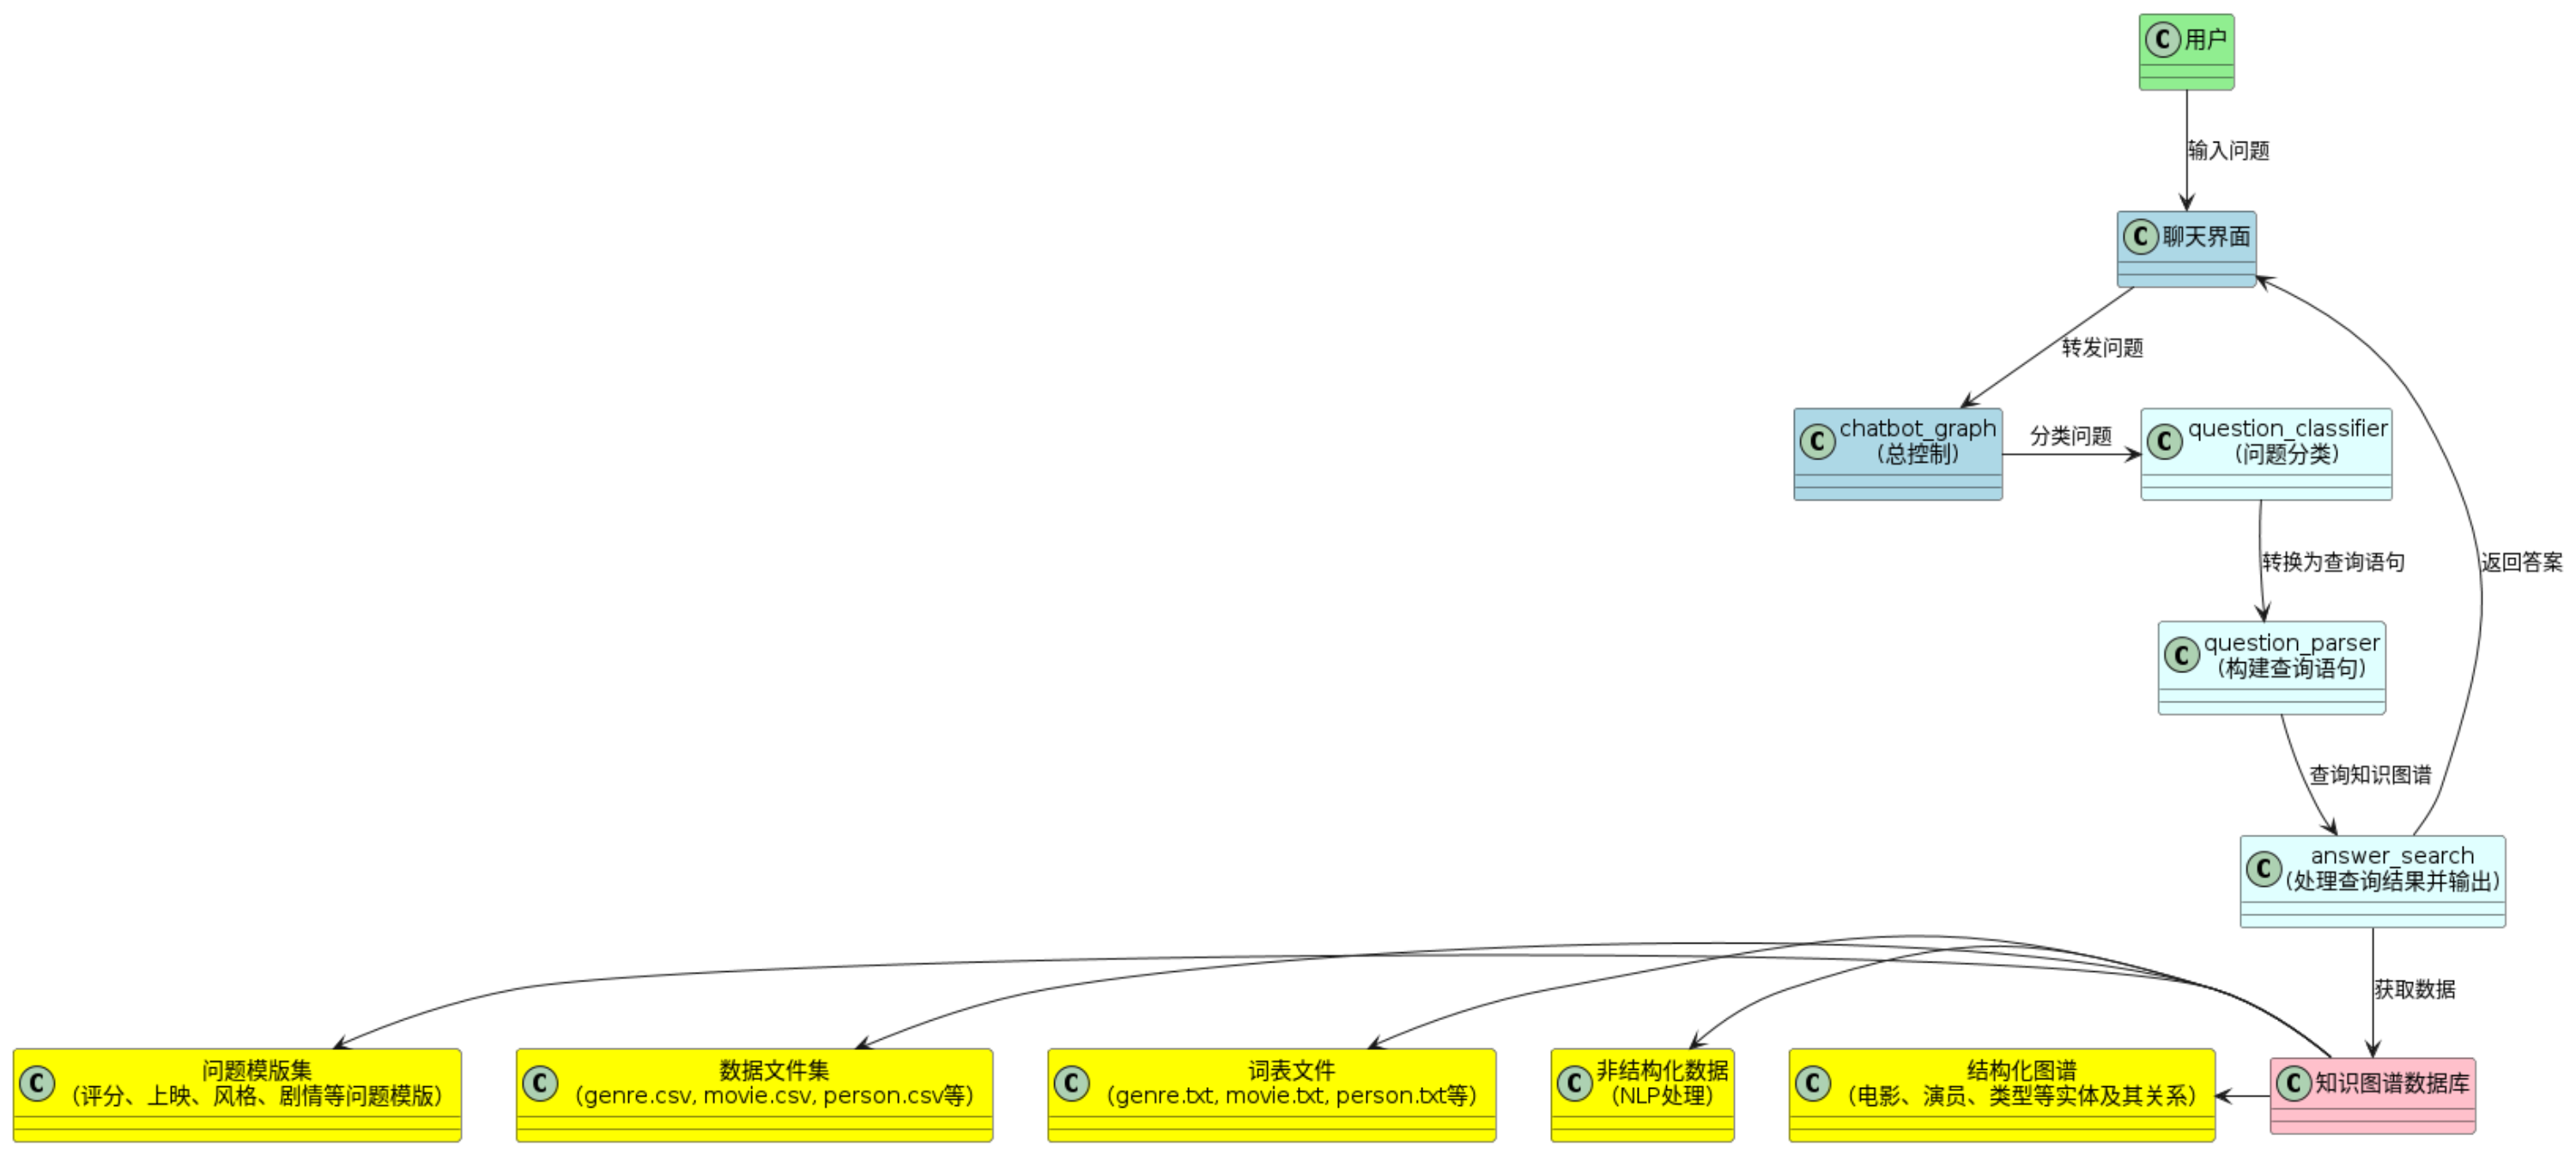 C 用户
输入问题
C 聊天界面
转发问题
C chatbot_graph
(总控制)
分类问题
C question_classifier
(问题分类)
转换为查询语句
返回答案
C question_parser
(构建查询语句)
查询知识图谱
C answer_search
(处理查询结果并输出)
获取数据
C 问题模版集
(评分、上映、风格、剧情等问题模版)
C 数据文件集
(genre.csv, movie.csv, person.csv等)
C 词表文件
(genre.txt, movie.txt, person.txt等)
C 非结构化数据
(NLP处理)
C 结构化图谱
(电影、演员、类型等实体及其关系)
C 知识图谱数据库